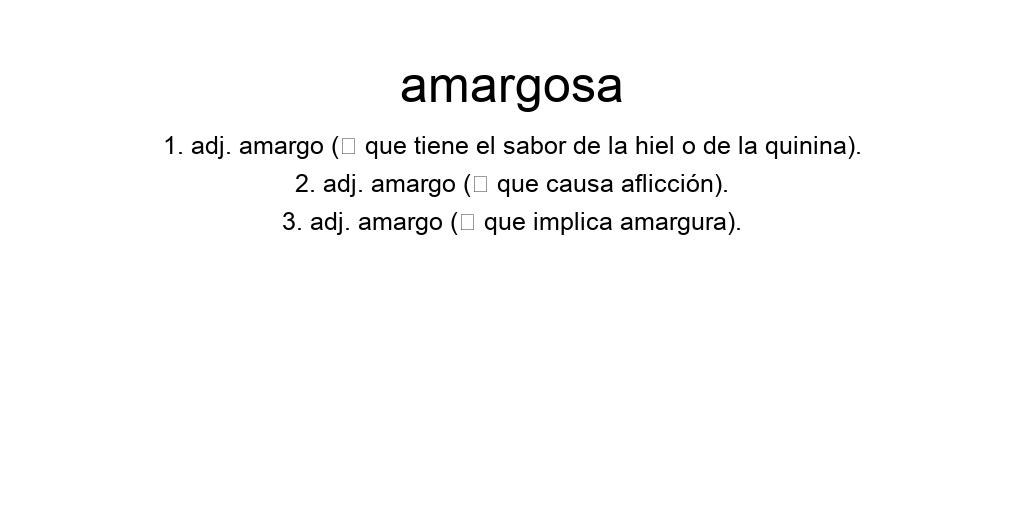 amargosa
1. adj. amargo (□ que tiene el sabor de la hiel o de la quinina).
2. adj. amargo (□ que causa aflicción).
3. adj. amargo (□ que implica amargura).